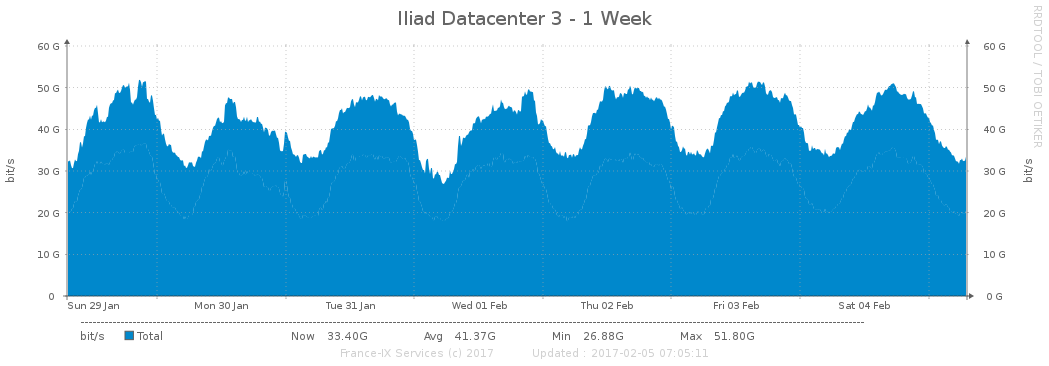 Iliad Datacenter 3 - 1 Week
RRDTOOL / TOBI OETIKER
60 G 60 G
50 G 50 G
40 G 40 G
30 G 30 G
20 G 20 G
10 G 10 G
0 0 G
bit/s bit/s
Sun 29 Jan Mon 30 Jan Tue 31 Jan Wed 01 Feb Thu 02 Feb Fri 03 Feb Sat 04 Feb
bit/s Total Now 33.40G Avg 41.37G Min 26.88G Max 51.80G
France-IX Services (c) 2017 Updated : 2017-02-05 07:05:11